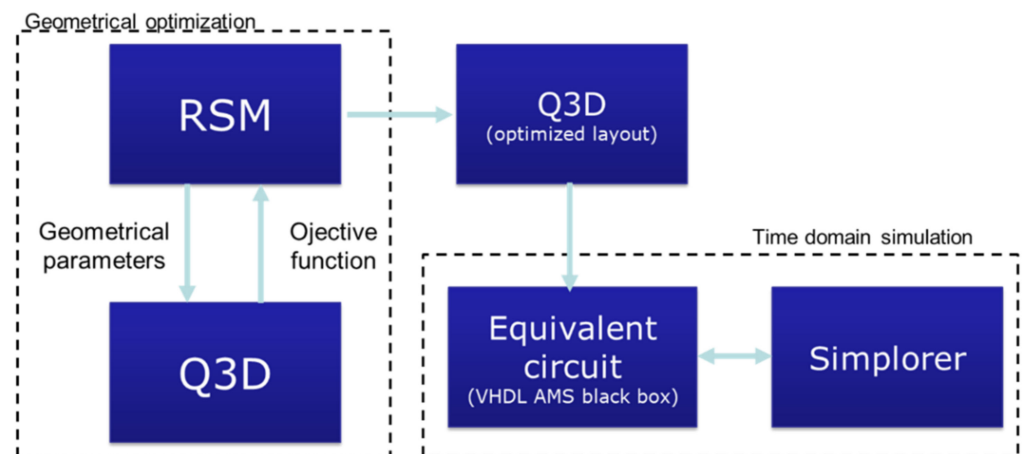 Geometrical optimization
RSM
Q3D
(optimized layout)
Geometrical
parameters
Ojective
function
Time domain simulation
Q3D
Equivalent
circuit
(VHDL AMS black box)
Simplorer